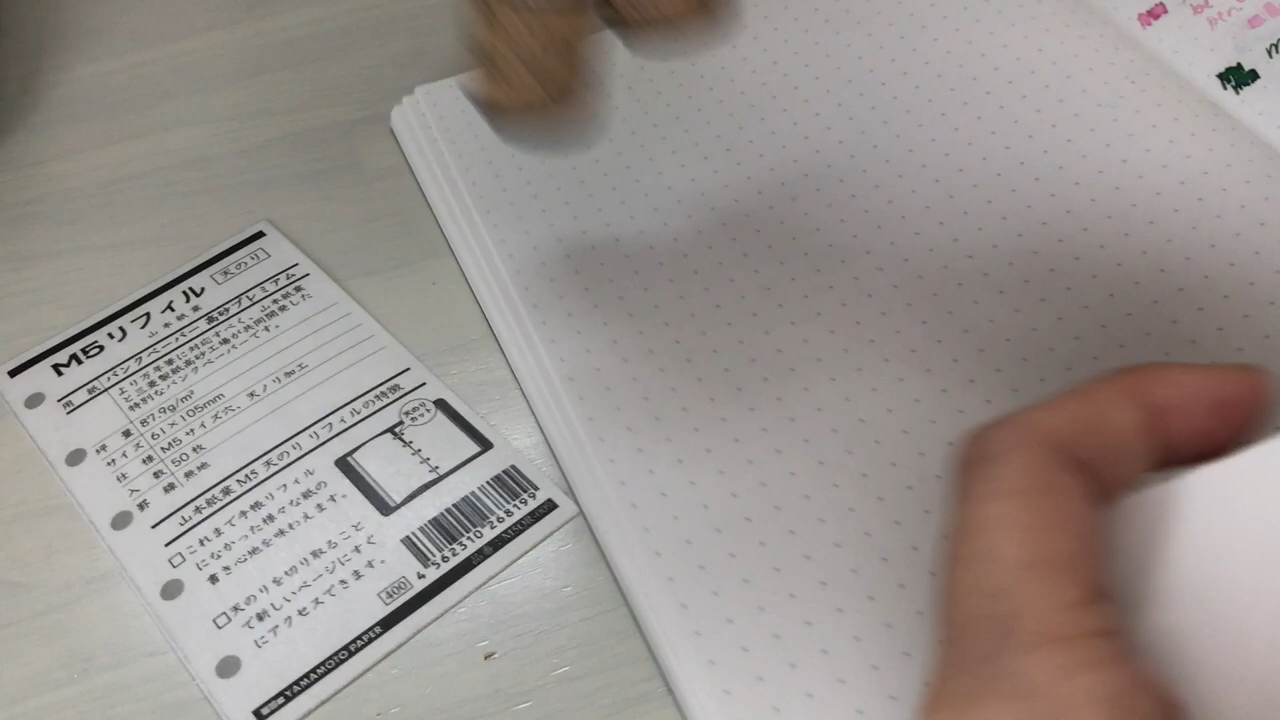 M5リフィル 天のり
山本紙業
用紙 バンクペーパー 高砂プレミアム
より万年筆に対応すべく、山本紙業
と三菱製紙高砂工場が共同開発した
特別なバンクペーパーです。
坪量 87.9g/m²
サイズ 61×105mm
仕様 M5サイズ六、天ノリ加工
入数 50枚
罫線 無地
山本紙業 M5 天のり リフィルの特徴
□これまで手帳リフィル
になかった様々な紙の
書き心地を味わえます。
天のり
カット
□天のりを切り取ること
で新しいページにすぐ
にアクセスできます。
400
4 562310 268199
YAMAMOTO PAPER
be
pen